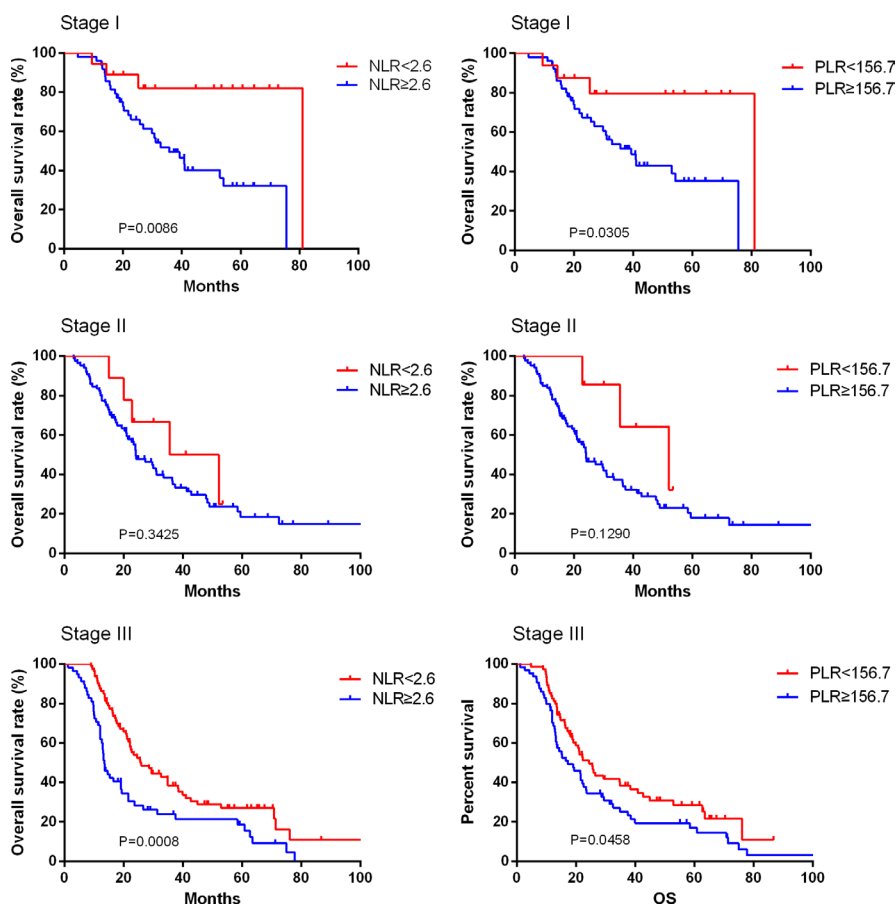 Stage I
Overall survival rate (%)
100
80
60
40
20
0
NLR<2.6
NLR≥2.6
P=0.0086
0 20 40 60 80 100
Months
Stage I
Overall survival rate (%)
100
80
60
40
20
0
PLR<156.7
PLR≥156.7
P=0.0305
0 20 40 60 80 100
Months
Stage II
Overall survival rate (%)
100
80
60
40
20
0
NLR<2.6
NLR≥2.6
P=0.3425
0 20 40 60 80 100
Months
Stage II
Overall survival rate (%)
100
80
60
40
20
0
PLR<156.7
PLR≥156.7
P=0.1290
0 20 40 60 80 100
Months
Stage III
Overall survival rate (%)
100
80
60
40
20
0
NLR<2.6
NLR≥2.6
P=0.0008
0 20 40 60 80 100
Months
Stage III
Percent survival
100
80
60
40
20
0
PLR<156.7
PLR≥156.7
P=0.0458
0 20 40 60 80 100
OS